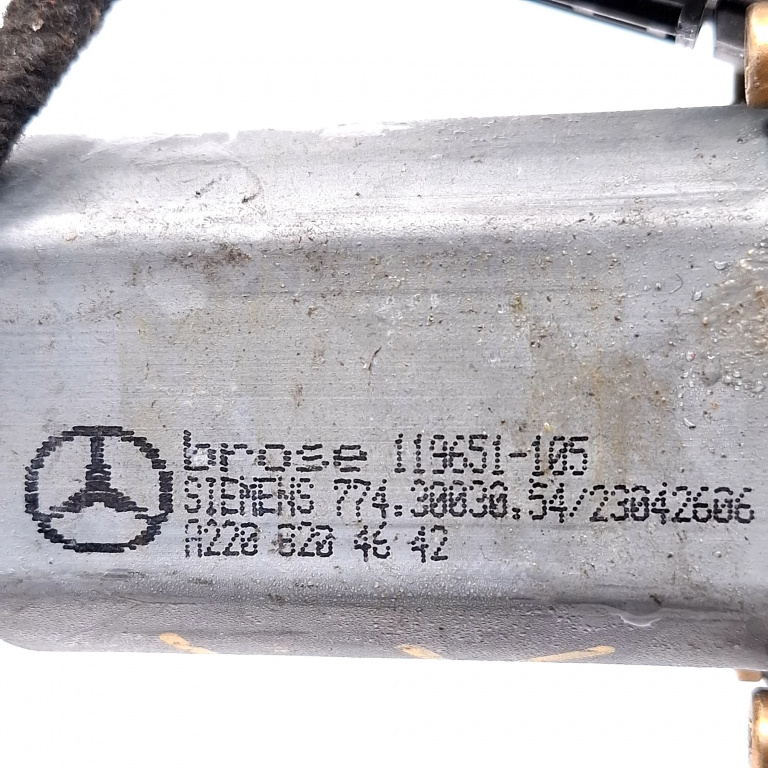 brose 119651-105
SIEMENS 774.30030.54/23042606
A220 820 46 42